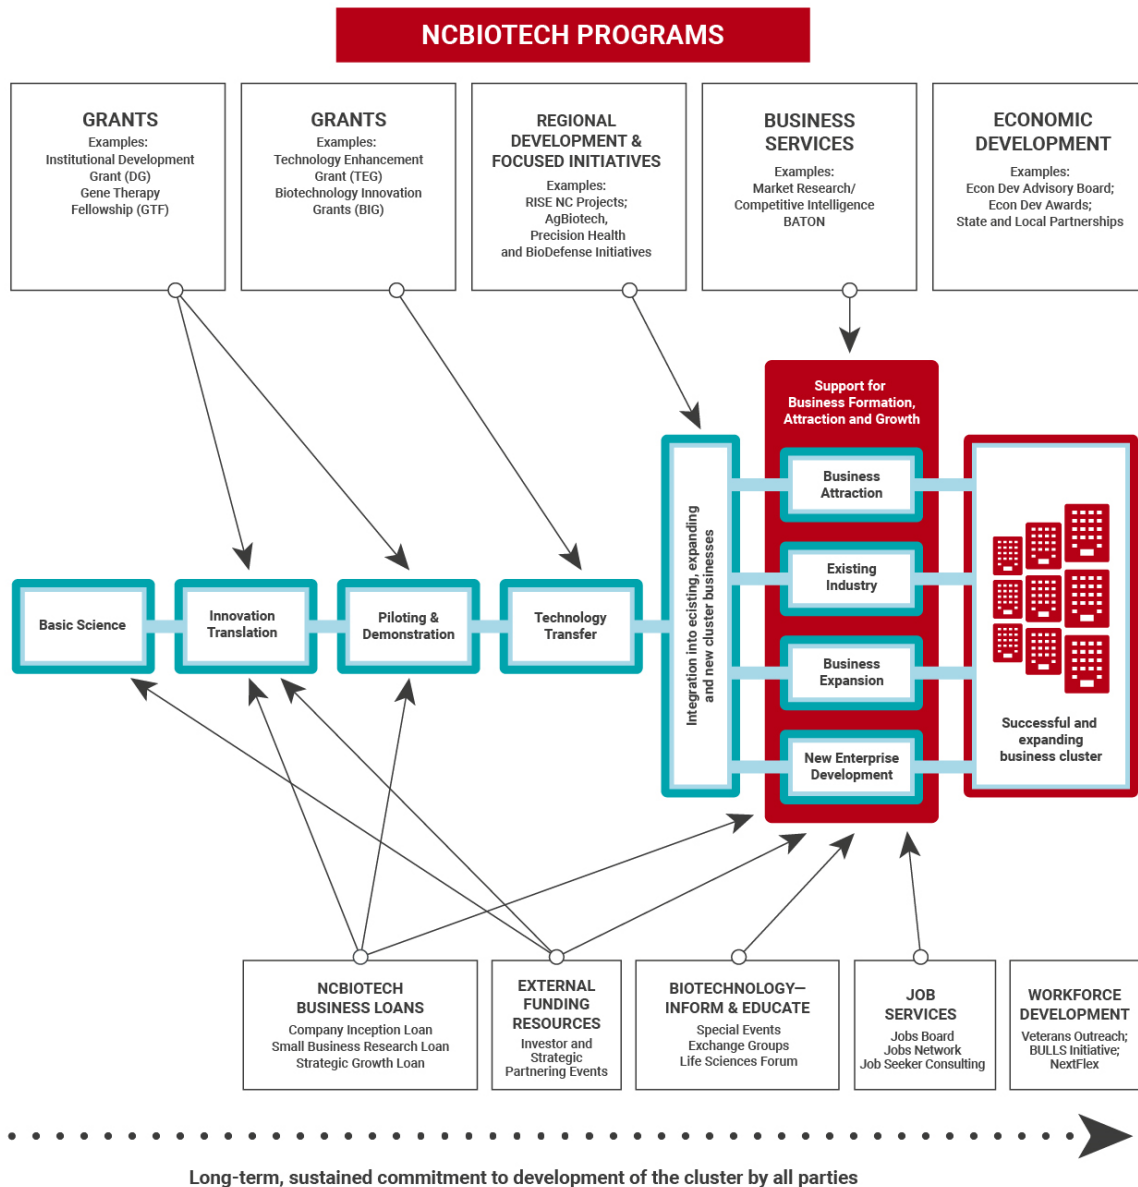 NCBIOTECH PROGRAMS
GRANTS
Examples:
Institutional Development
Grant (DG)
Gene Therapy
Fellowship (GTF)
GRANTS
Examples:
Technology Enhancement
Grant (TEG)
Biotechnology Innovation
Grants (BIG)
REGIONAL
DEVELOPMENT &
FOCUSED INITIATIVES
Examples:
RISE NC Projects;
AgBiotech,
Precision Health
and BioDefense Initiatives
BUSINESS
SERVICES
Examples:
Market Research/
Competitive Intelligence
BATON
ECONOMIC
DEVELOPMENT
Examples:
Econ Dev Advisory Board;
Econ Dev Awards;
State and Local Partnerships
Support for
Business Formation,
Attraction and Growth
Basic Science
Innovation
Translation
Piloting &
Demonstration
Technology
Transfer
Integration into ecisting, expanding
and new cluster businesses
Business
Attraction
Existing
Industry
Business
Expansion
New Enterprise
Development
Successful and
expanding
business cluster
NCBIOTECH
BUSINESS LOANS
Company Inception Loan
Small Business Research Loan
Strategic Growth Loan
EXTERNAL
FUNDING
RESOURCES
Investor and
Strategic
Partnering Events
BIOTECHNOLOGY—
INFORM & EDUCATE
Special Events
Exchange Groups
Life Sciences Forum
JOB
SERVICES
Jobs Board
Jobs Network
Job Seeker Consulting
WORKFORCE
DEVELOPMENT
Veterans Outreach;
BULLS Initiative;
NextFlex
Long-term, sustained commitment to development of the cluster by all parties